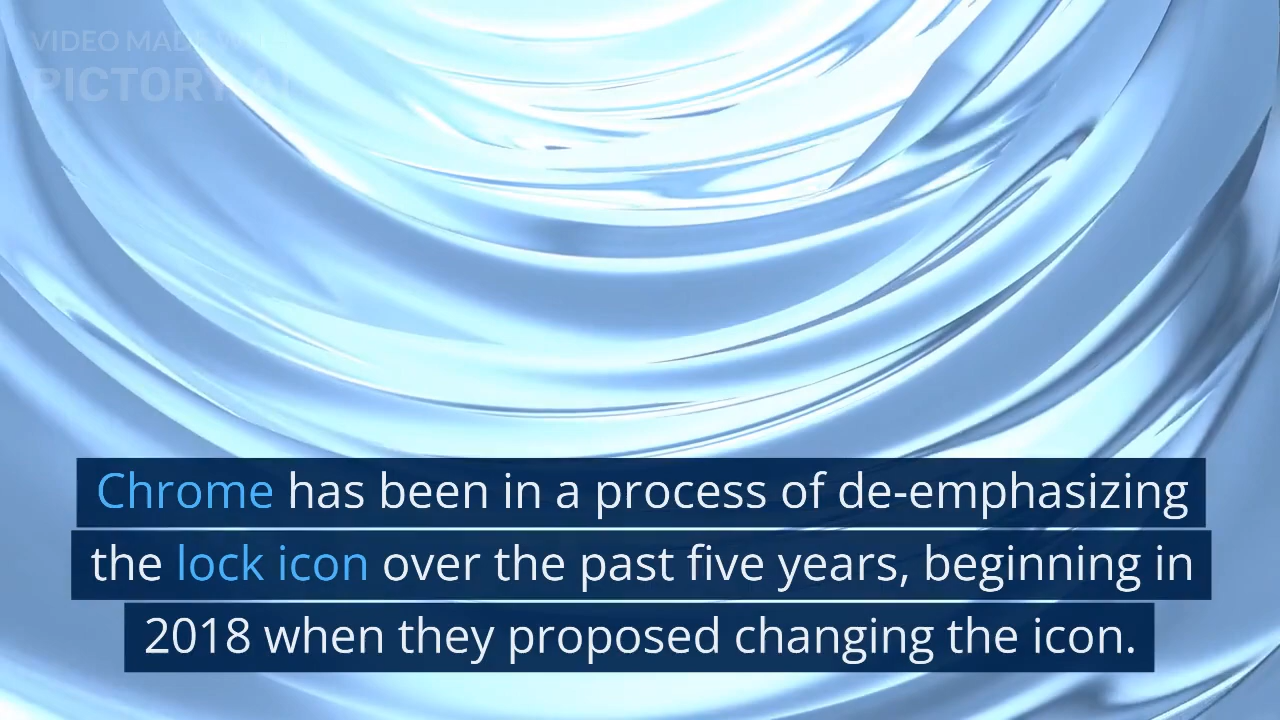 VIDEO MADE WITH
PICTORY.AI
Chrome has been in a process of de-emphasizing
the lock icon over the past five years, beginning in
2018 when they proposed changing the icon.